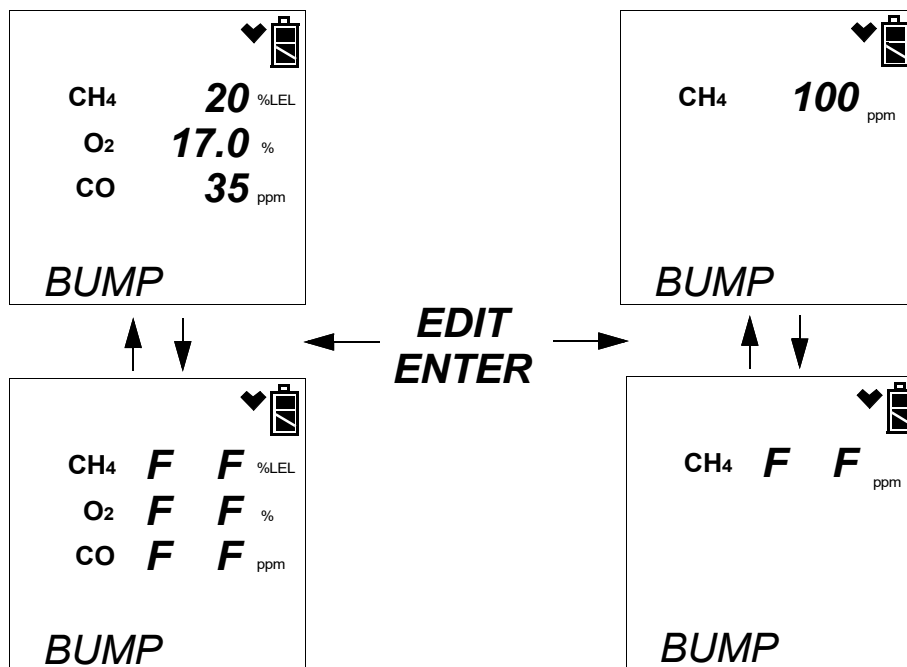 CH4 20 %LEL
O2 17.0 %
CO 35 ppm
BUMP
CH4 100 ppm
BUMP
EDIT
ENTER
CH4 F F %LEL
O2 F F %
CO F F ppm
BUMP
CH4 F F ppm
BUMP